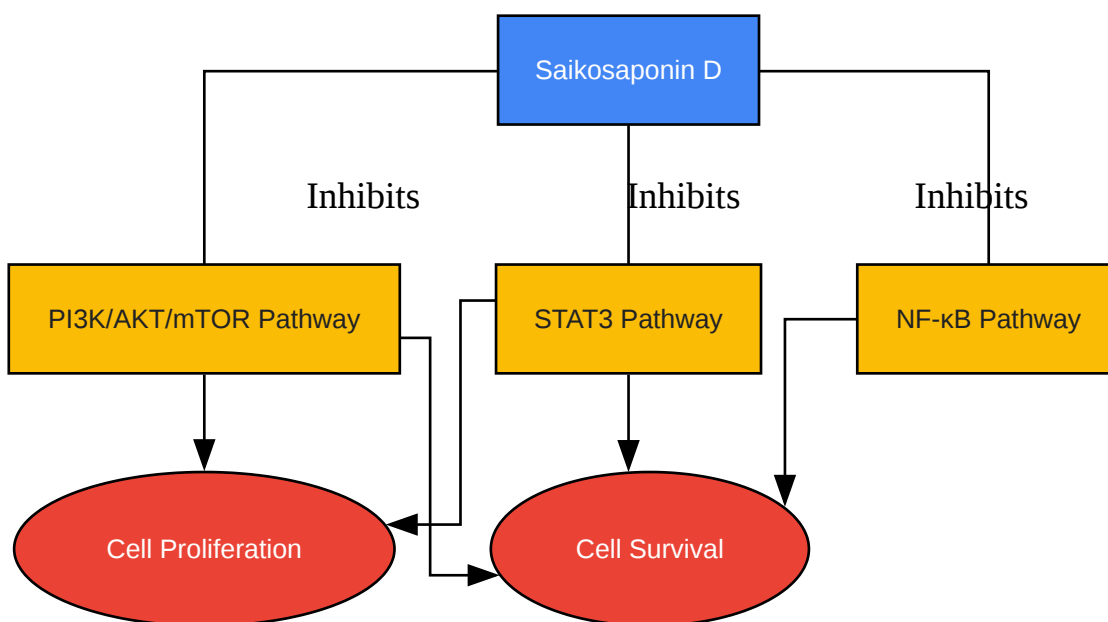 Saikosaponin D
Inhibits
Inhibits
Inhibits
PI3K/AKT/mTOR Pathway
STAT3 Pathway
NF-κB Pathway
Cell Proliferation
Cell Survival